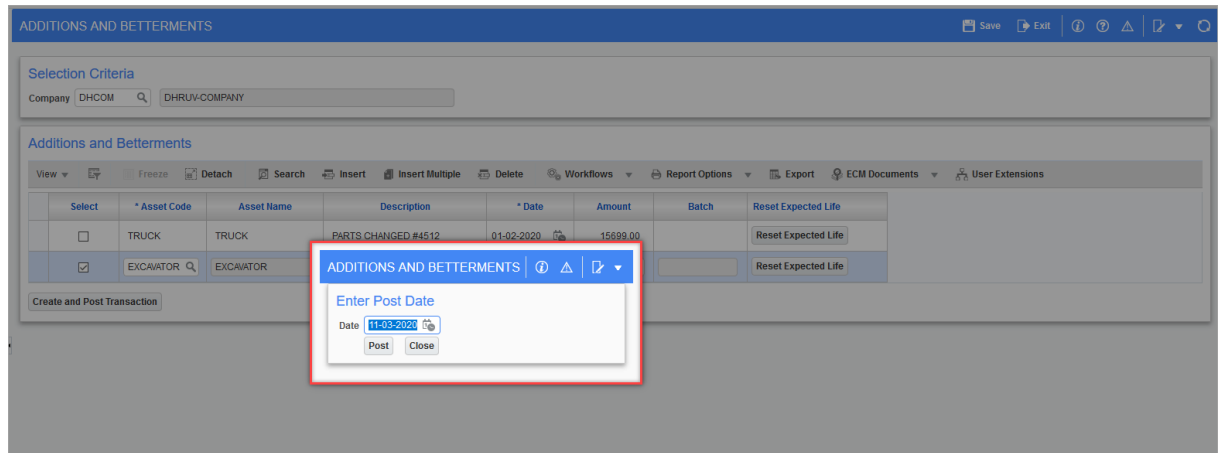 ADDITIONS AND BETTERMENTS Save Exit
Selection Criteria
Company DHCOM DHRUV-COMPANY
Additions and Betterments
View Freeze Detach Search Insert Insert Multiple Delete Workflows Report Options Export ECM Documents User Extensions
Select * Asset Code Asset Name Description * Date Amount Batch Reset Expected Life
TRUCK TRUCK PARTS CHANGED #4512 01-02-2020 15699.00 Reset Expected Life
EXCAVATOR EXCAVATOR Reset Expected Life
Create and Post Transaction
ADDITIONS AND BETTERMENTS
Enter Post Date
Date 11-03-2020
Post Close